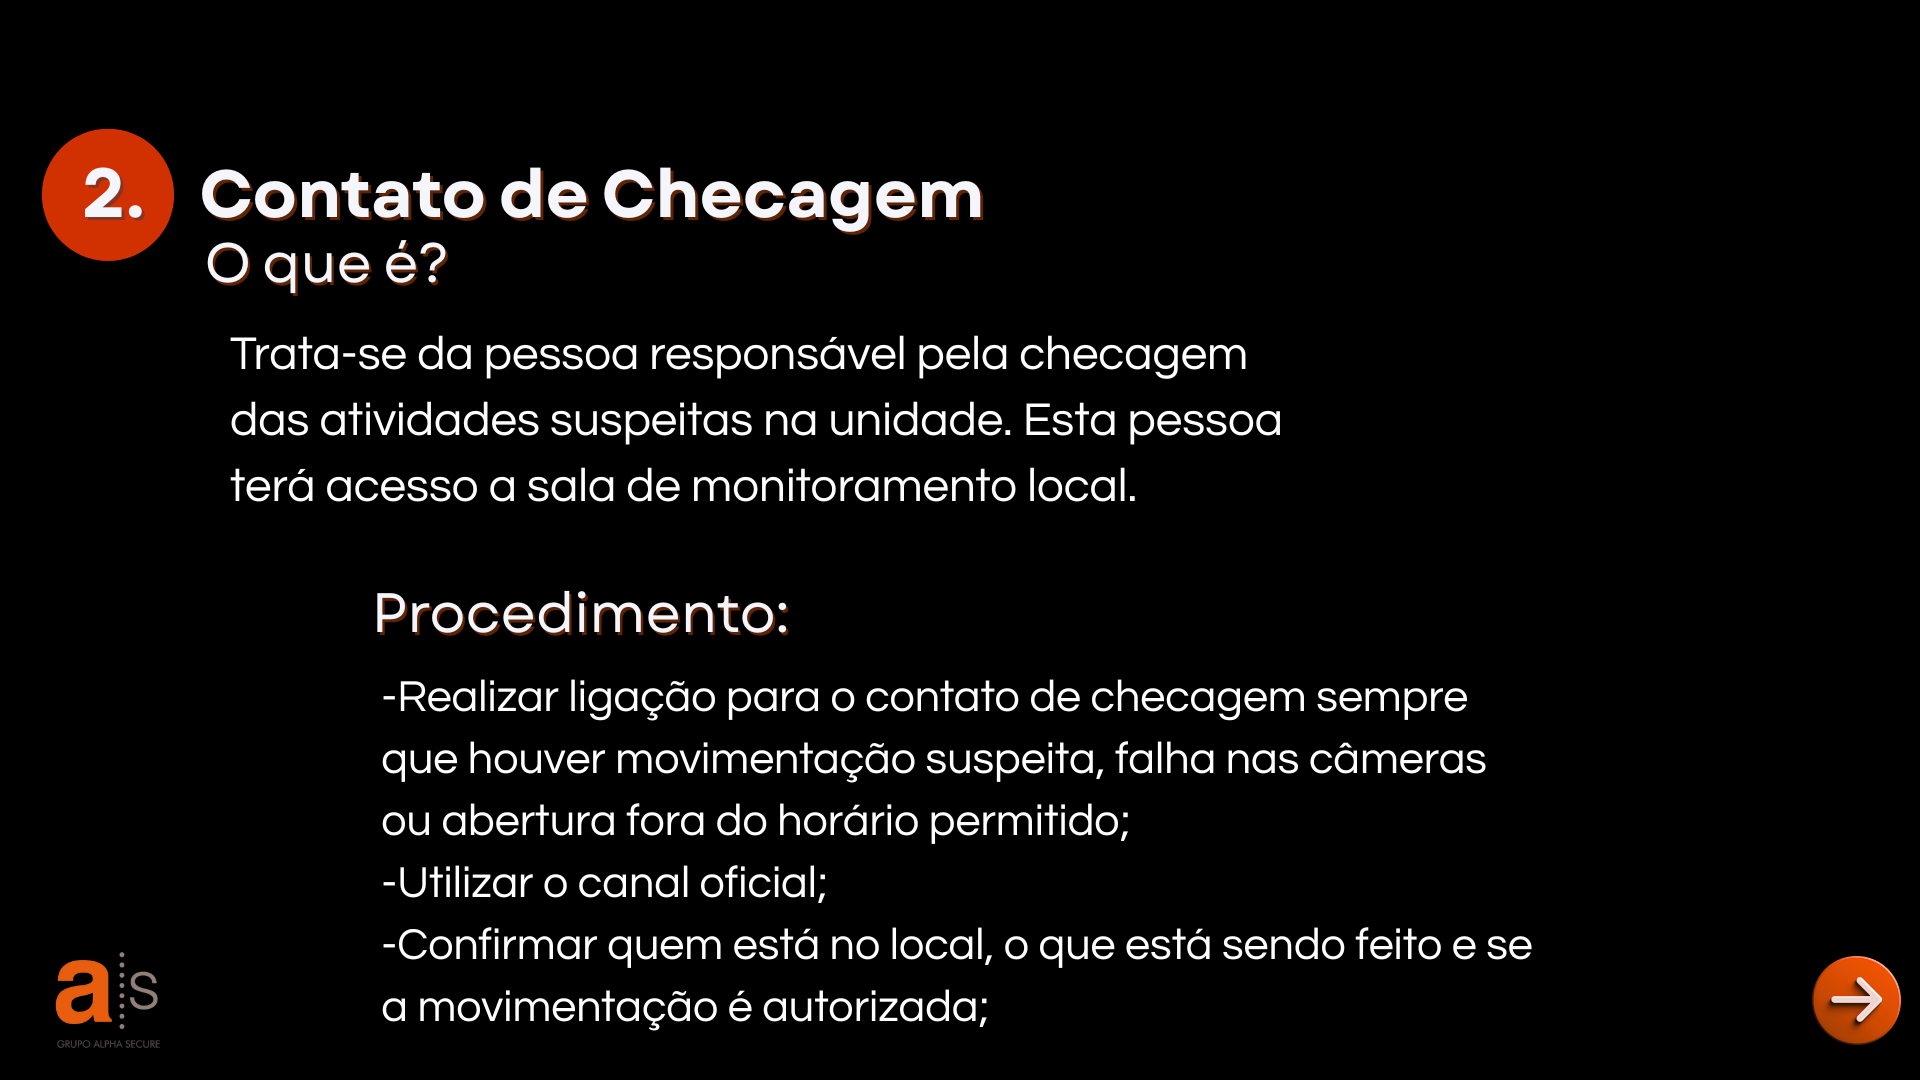 2. Contato de Checagem
O que é?
Trata-se da pessoa responsável pela checagem
das atividades suspeitas na unidade. Esta pessoa
terá acesso a sala de monitoramento local.
Procedimento:
-Realizar ligação para o contato de checagem sempre
que houver movimentação suspeita, falha nas câmeras
ou abertura fora do horário permitido;
-Utilizar o canal oficial;
-Confirmar quem está no local, o que está sendo feito e se
a movimentação é autorizada;
a s
GRUPO ALPHA SECURE